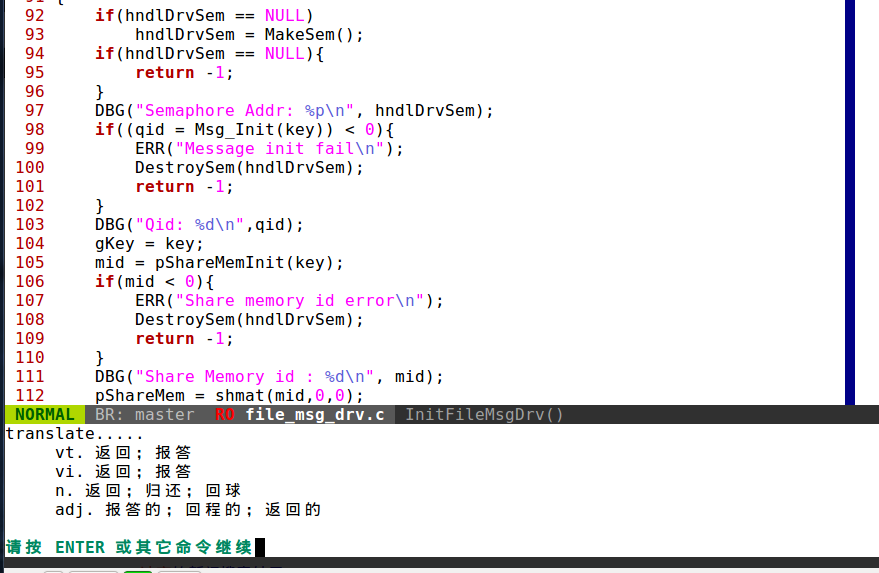 91 {
92     if(hndlDrvSem == NULL)
93         hndlDrvSem = MakeSem();
94     if(hndlDrvSem == NULL){
95         return -1;
96     }
97     DBG("Semaphore Addr: %p\n", hndlDrvSem);
98     if((qid = Msg_Init(key)) < 0){
99         ERR("Message init fail\n");
100         DestroySem(hndlDrvSem);
101         return -1;
102     }
103     DBG("Qid: %d\n",qid);
104     gKey = key;
105     mid = pShareMemInit(key);
106     if(mid < 0){
107         ERR("Share memory id error\n");
108         DestroySem(hndlDrvSem);
109         return -1;
110     }
111     DBG("Share Memory id : %d\n", mid);
112     pShareMem = shmat(mid,0,0);
NORMAL BR: master RO file_msg_drv.c InitFileMsgDrv()
translate.....
vt. 返回; 报答
vi. 返回; 报答
n. 返回; 归还; 回球
adj. 报答的; 回程的; 返回的
请按 ENTER 或其它命令继续